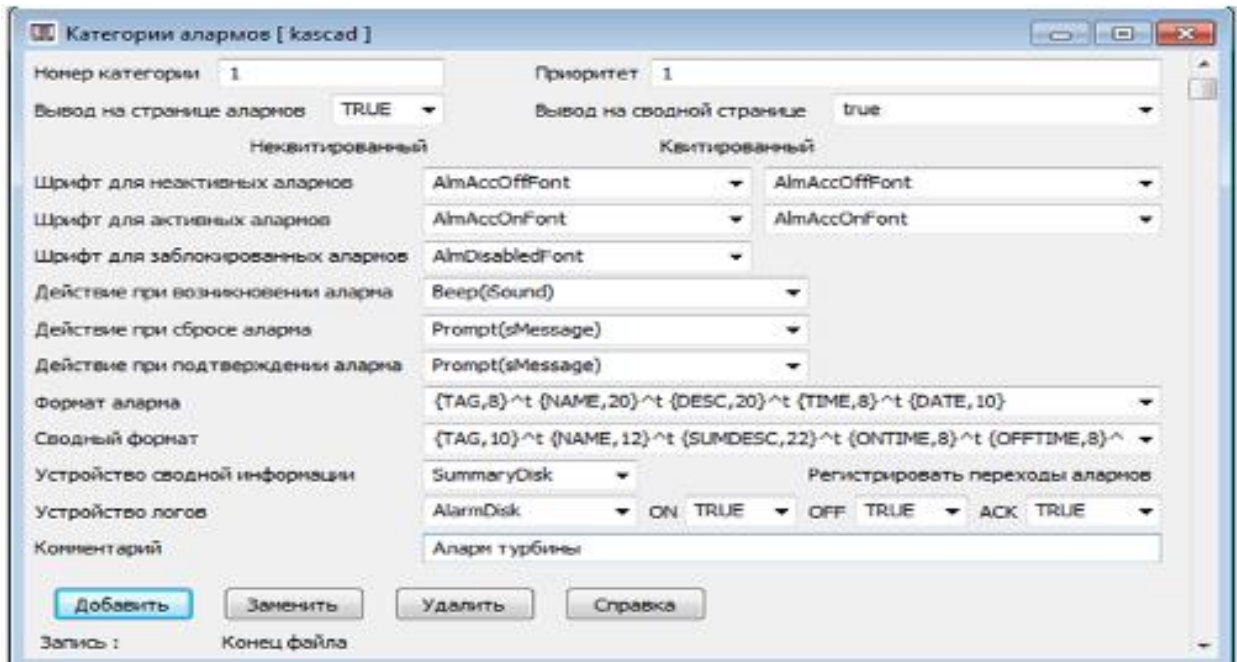 Категории алармов [ kascad ]
Номер категории 1 Приоритет 1
Вывод на странице алармов TRUE Вывод на сводной странице true
Неквитированный Квитированный
Шрифт для неактивных алармов AlmAccOffFont AlmAccOffFont
Шрифт для активных алармов AlmAccOnFont AlmAccOnFont
Шрифт для заблокированных алармов AlmDisabledFont
Действие при возникновении аларма Beep(iSound)
Действие при сбросе аларма Prompt(sMessage)
Действие при подтверждении аларма Prompt(sMessage)
Формат аларма {TAG,8}^t {NAME,20}^t {DESC,20}^t {TIME,8}^t {DATE,10}
Сводный формат {TAG,10}^t {NAME,12}^t {SUMDESC,22}^t {ONTIME,8}^t {OFFTIME,8}^
Устройство сводной информации SummaryDisk Регистрировать переходы алармов
Устройство логов AlarmDisk ON TRUE OFF TRUE ACK TRUE
Комментарий Аларм турбины
Добавить Заменить Удалить Справка
Запись : Конец файла